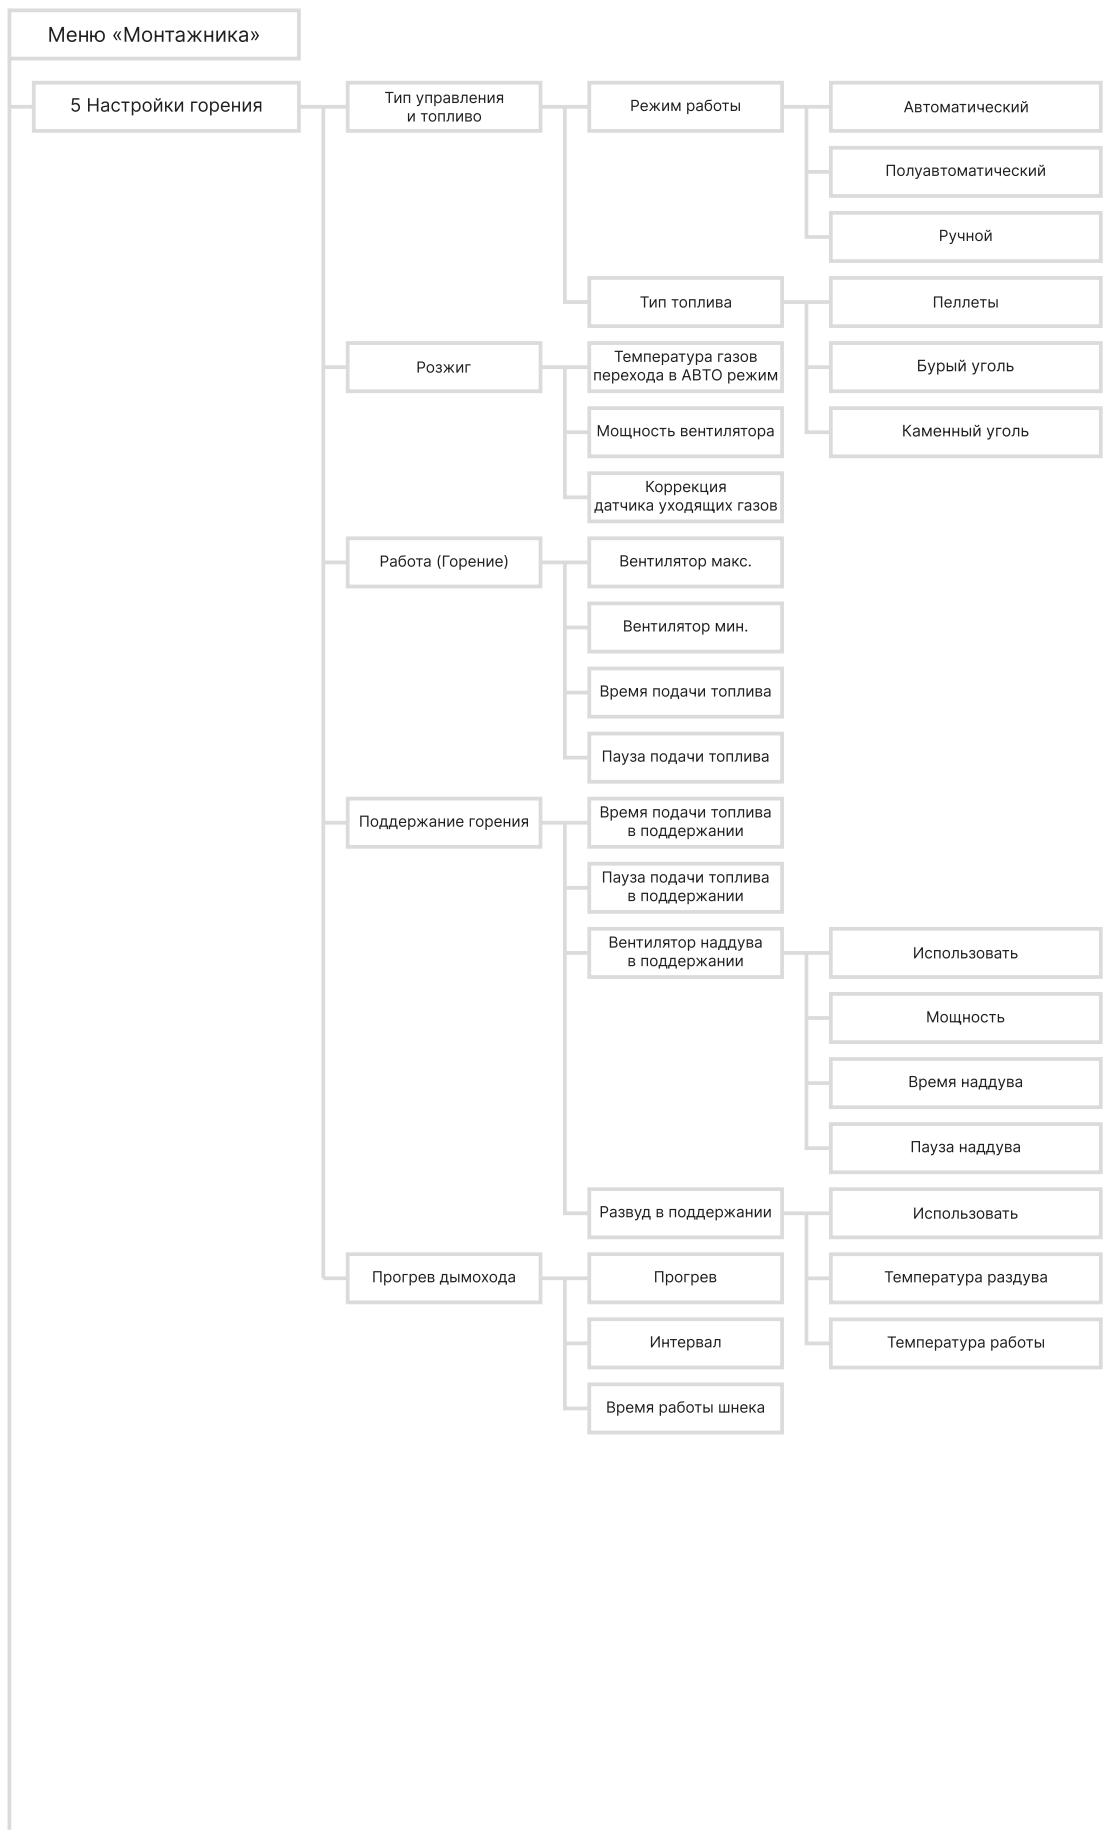 Меню «Монтажника»
5 Настройки горения
Тип управления
и топливо
Режим работы
Автоматический
Полуавтоматический
Ручной
Тип топлива
Пеллеты
Бурый уголь
Каменный уголь
Розжиг
Температура газов
перехода в АВТО режим
Мощность вентилятора
Коррекция
датчика уходящих газов
Работа (Горение)
Вентилятор макс.
Вентилятор мин.
Время подачи топлива
Пауза подачи топлива
Поддержание горения
Время подачи топлива
в поддержании
Пауза подачи топлива
в поддержании
Вентилятор наддува
в поддержании
Использовать
Мощность
Время наддува
Пауза наддува
Развуд в поддержании
Использовать
Температура раздува
Температура работы
Прогрев дымохода
Прогрев
Интервал
Время работы шнека